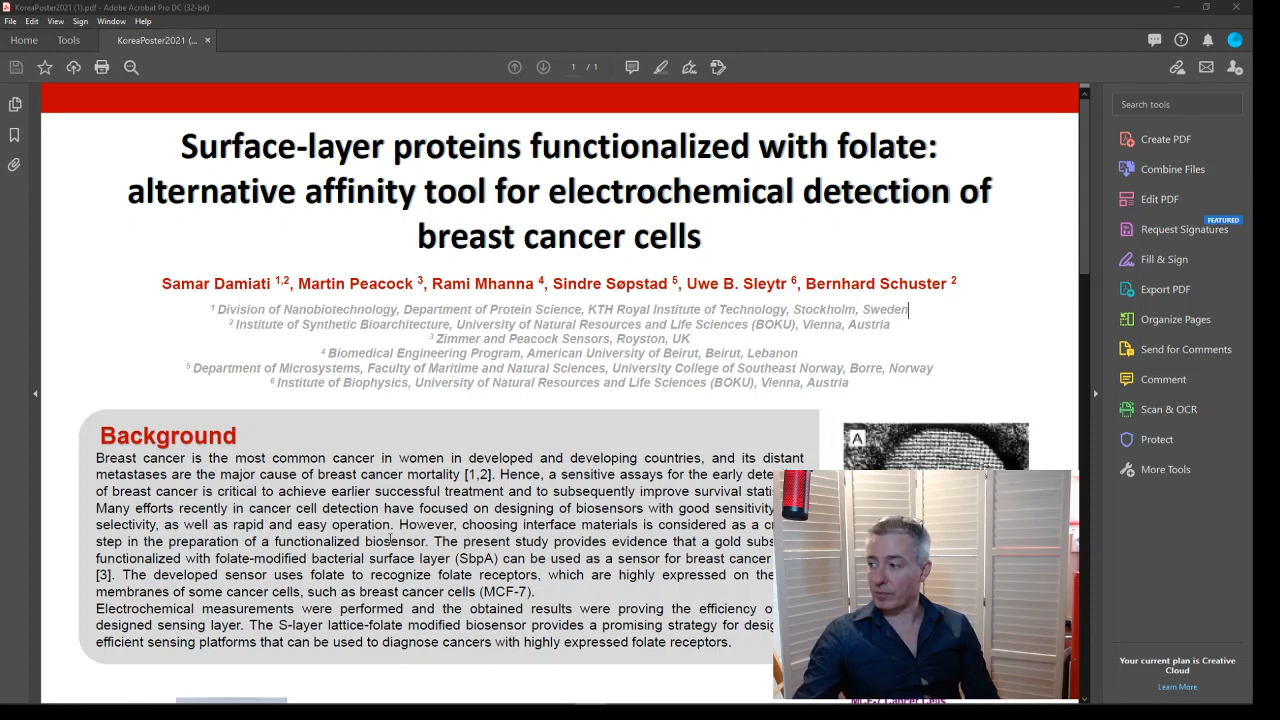 KoreaPoster2021 (1).pdf - Adobe Acrobat Pro DC (32-bit)
File Edit View Sign Window Help
Home Tools KoreaPoster2021 (... ×
1 / 1
Search tools
Create PDF
Combine Files
Edit PDF
FEATURED
Request Signatures
Fill & Sign
Export PDF
Organize Pages
Send for Comments
Comment
Scan & OCR
Protect
More Tools
Your current plan is Creative
Cloud
Learn More
Surface-layer proteins functionalized with folate:
alternative affinity tool for electrochemical detection of
breast cancer cells
Samar Damiati 1,2, Martin Peacock 3, Rami Mhanna 4, Sindre Søpstad 5, Uwe B. Sleytr 6, Bernhard Schuster 2
1 Division of Nanobiotechnology, Department of Protein Science, KTH Royal Institute of Technology, Stockholm, Sweden
2 Institute of Synthetic Bioarchitecture, University of Natural Resources and Life Sciences (BOKU), Vienna, Austria
3 Zimmer and Peacock Sensors, Royston, UK
4 Biomedical Engineering Program, American University of Beirut, Beirut, Lebanon
5 Department of Microsystems, Faculty of Maritime and Natural Sciences, University College of Southeast Norway, Borre, Norway
6 Institute of Biophysics, University of Natural Resources and Life Sciences (BOKU), Vienna, Austria
Background
Breast cancer is the most common cancer in women in developed and developing countries, and its distant
metastases are the major cause of breast cancer mortality [1,2]. Hence, a sensitive assays for the early
of breast cancer is critical to achieve earlier successful treatment and to subsequently improve survival
Many efforts recently in cancer cell detection have focused on designing of biosensors with good sensitivity
selectivity, as well as rapid and easy operation. However, choosing interface materials is considered as a
step in the preparation of a functionalized biosensor. The present study provides evidence that a gold
functionalized with folate-modified bacterial surface layer (SbpA) can be used as a sensor for breast cancer
[3]. The developed sensor uses folate to recognize folate receptors, which are highly expressed on the
membranes of some cancer cells, such as breast cancer cells (MCF-7).
Electrochemical measurements were performed and the obtained results were proving the efficiency
designed sensing layer. The S-layer lattice-folate modified biosensor provides a promising strategy for
efficient sensing platforms that can be used to diagnose cancers with highly expressed folate receptors.
A